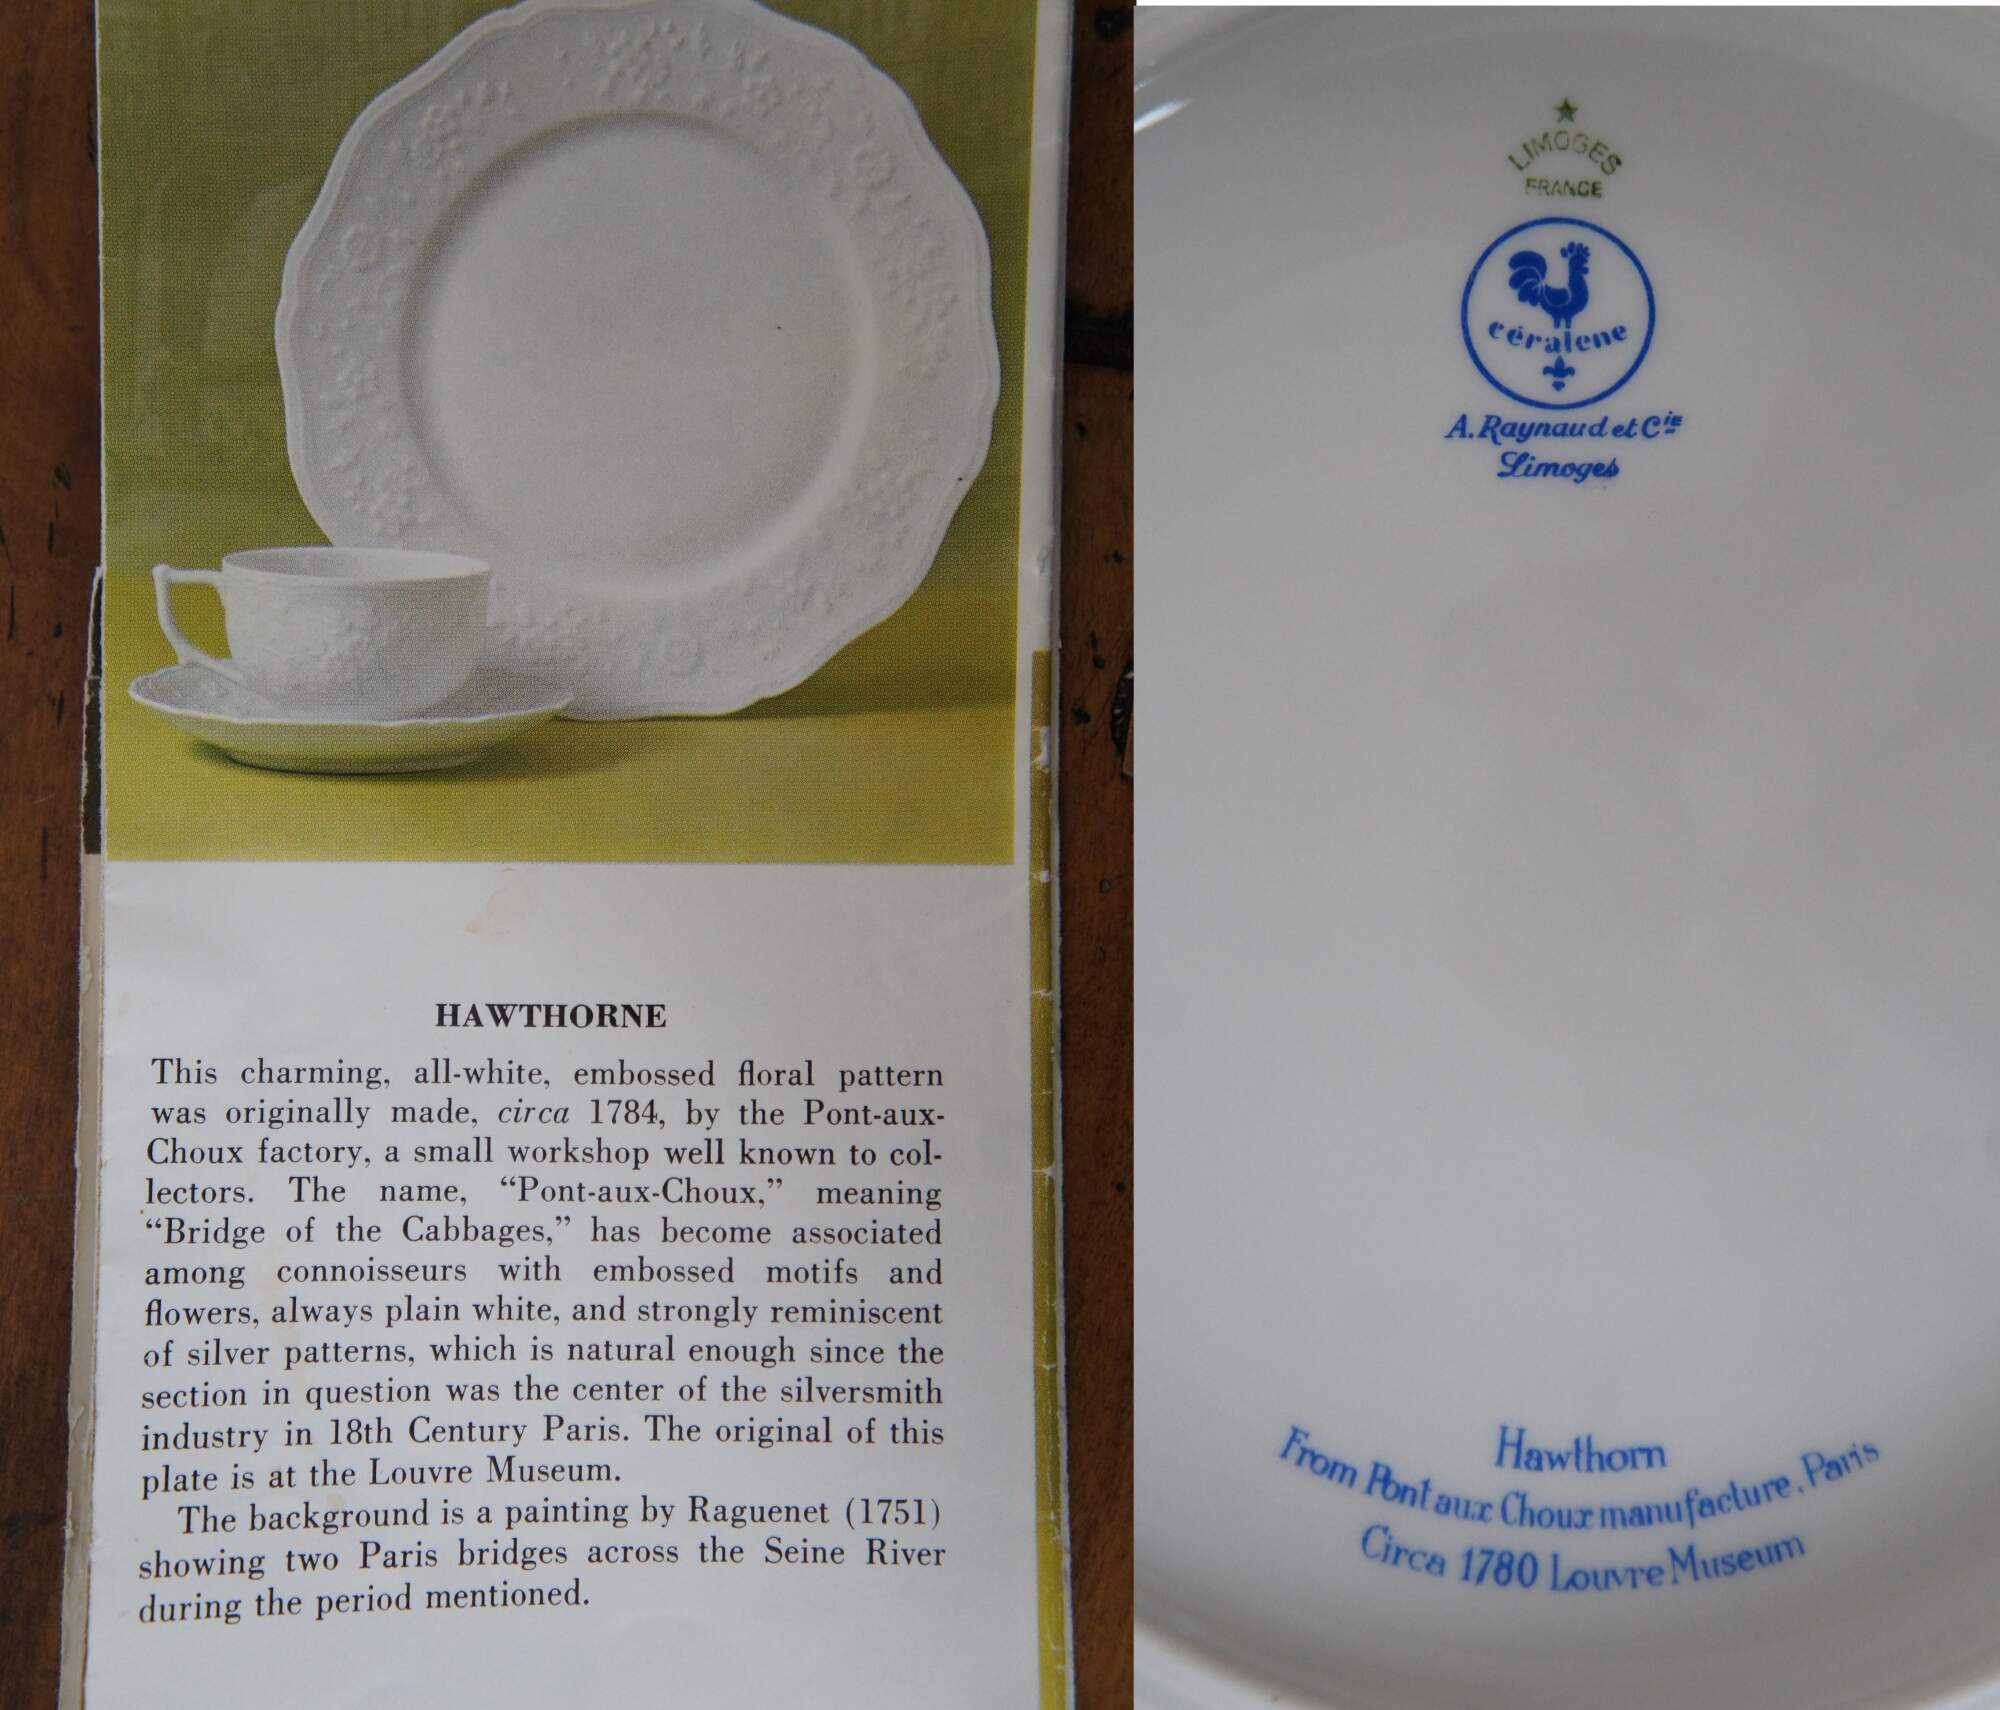 HAWTHORNE
This charming, all-white, embossed floral pattern
was originally made, circa 1784, by the Pont-aux-
Choux factory, a small workshop well known to col-
lectors. The name, “Pont-aux-Choux,” meaning
“Bridge of the Cabbages,” has become associated
among connoisseurs with embossed motifs and
flowers, always plain white, and strongly reminiscent
of silver patterns, which is natural enough since the
section in question was the center of the silversmith
industry in 18th Century Paris. The original of this
plate is at the Louvre Museum.
The background is a painting by Raguenet (1751)
showing two Paris bridges across the Seine River
during the period mentioned.
LIMOGES
FRANCE
céralene
A. Raynaud et Cie
Limoges
Hawthorn
From Pont aux Choux manufacture, Paris
Circa 1780 Louvre Museum